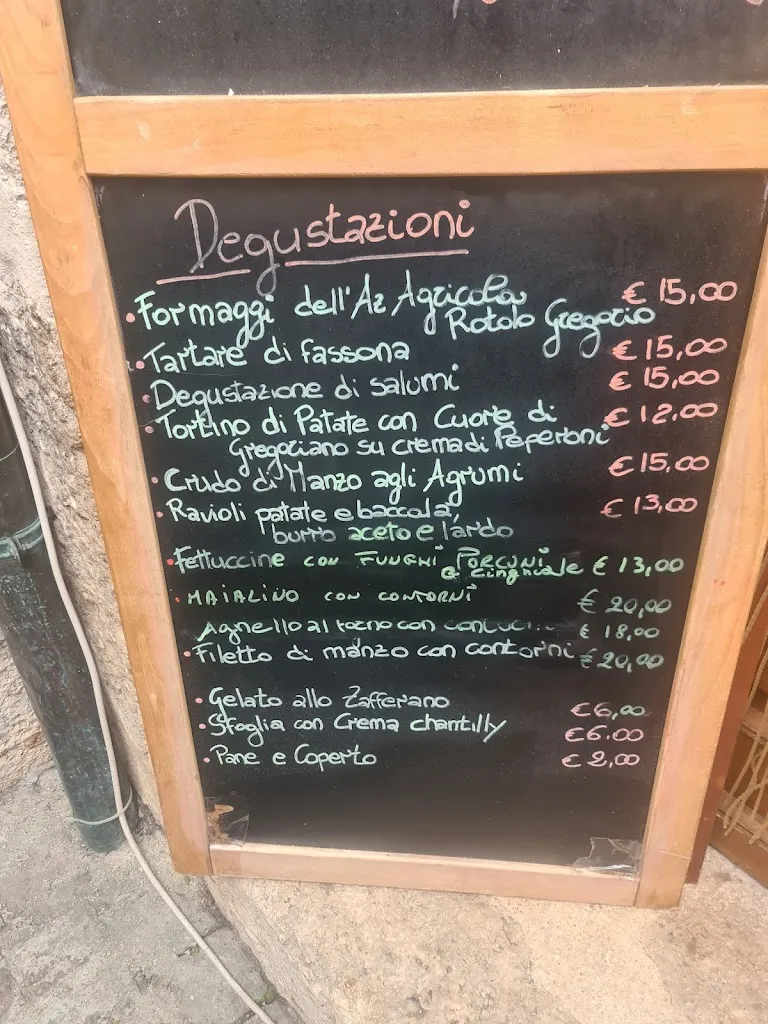 Degustazioni
Formaggi dell'Az Agricola € 15,00
Rotolo Gregorio
Tartare di fassona € 15,00
Degustazione di salumi € 15,00
Tortino di Patate con Cuore di € 12,00
Gregoriano su crema di Peperoni
Crudo di Manzo agli Agrumi € 15,00
Ravioli patate e baccalà, € 13,00
burro aceto e lardo
Fettuccine con FUNGHI PORCINI
e cinghiale € 13,00
MAIALINO CON CONTORNI € 20,00
Agnello al forno con € 18,00
Filetto di manzo con contorni € 20,00
Gelato allo Zafferano € 6,00
Sfoglia con Crema chantilly € 6.00
Pane e Coperto € 2,00